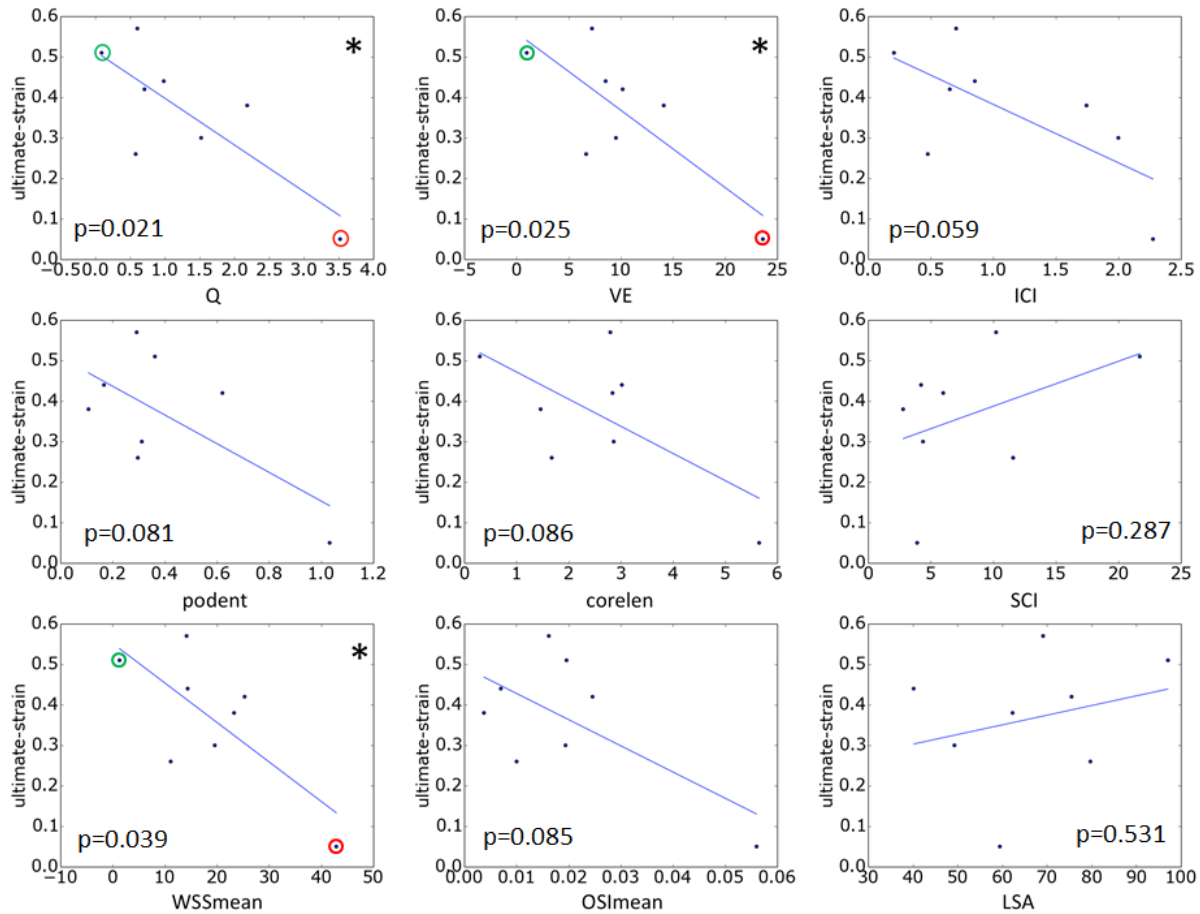 0.6
0.5
0.4
0.3
0.2
0.1
0.0
ultimate-strain
*
p=0.021
−0.5 0.0 0.5 1.0 1.5 2.0 2.5 3.0 3.5 4.0
Q
0.6
0.5
0.4
0.3
0.2
0.1
0.0
ultimate-strain
*
p=0.025
−5 0 5 10 15 20 25
VE
0.6
0.5
0.4
0.3
0.2
0.1
0.0
ultimate-strain
p=0.059
0.0 0.5 1.0 1.5 2.0 2.5
ICI
0.6
0.5
0.4
0.3
0.2
0.1
0.0
ultimate-strain
p=0.081
0.0 0.2 0.4 0.6 0.8 1.0 1.2
podent
0.6
0.5
0.4
0.3
0.2
0.1
0.0
ultimate-strain
p=0.086
0 1 2 3 4 5 6
corelen
0.6
0.5
0.4
0.3
0.2
0.1
0.0
ultimate-strain
p=0.287
0 5 10 15 20 25
SCI
0.6
0.5
0.4
0.3
0.2
0.1
0.0
ultimate-strain
*
p=0.039
−10 0 10 20 30 40 50
WSSmean
0.6
0.5
0.4
0.3
0.2
0.1
0.0
ultimate-strain
p=0.085
0.00 0.01 0.02 0.03 0.04 0.05 0.06
OSImean
0.6
0.5
0.4
0.3
0.2
0.1
0.0
ultimate-strain
p=0.531
30 40 50 60 70 80 90 100
LSA